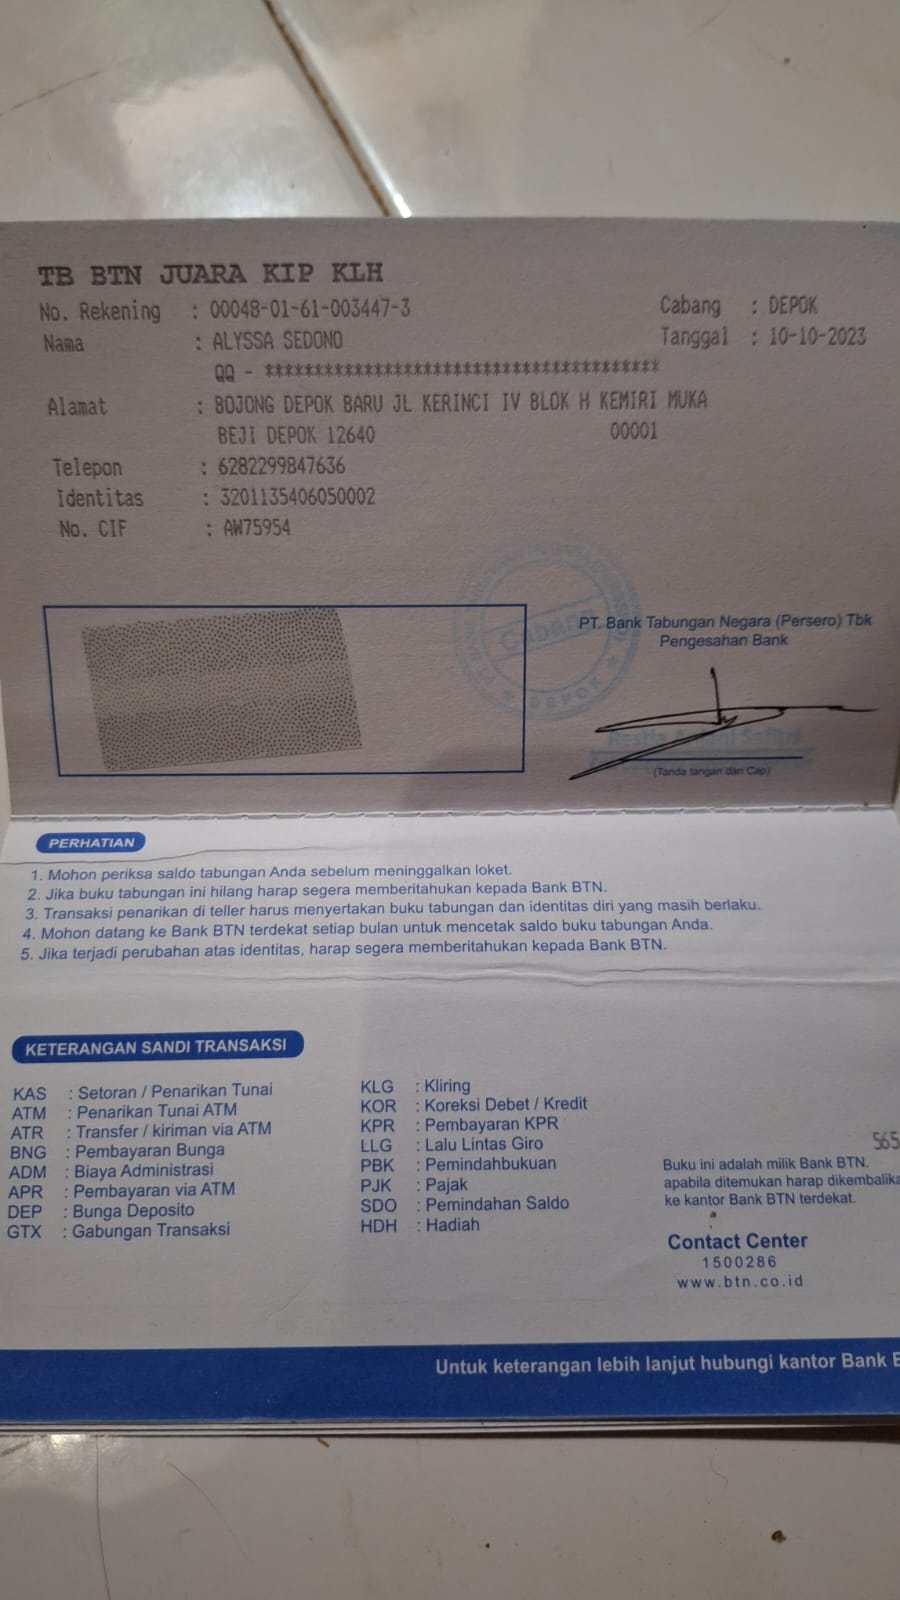 TB BTN JUARA KIP KLH
No. Rekening : 00048-01-61-003447-3 Cabang : DEPOK
Nama : ALYSSA SEDONO Tanggal : 10-10-2023
QQ - ***************************************
Alamat : BOJONG DEPOK BARU JL KERINCI IV BLOK H KEMIRI MUKA
BEJI DEPOK 12640 00001
Telepon : 6282299847636
Identitas : 3201135406050002
No. CIF : AW75954
Cabang
DEPOK
PT. Bank Tabungan Negara (Persero) Tbk
Pengesahan Bank
(Tanda tangan dan Cap)
PERHATIAN
1. Mohon periksa saldo tabungan Anda sebelum meninggalkan loket.
2. Jika buku tabungan ini hilang harap segera memberitahukan kepada Bank BTN.
3. Transaksi penarikan di teller harus menyertakan buku tabungan dan identitas diri yang masih berlaku.
4. Mohon datang ke Bank BTN terdekat setiap bulan untuk mencetak saldo buku tabungan Anda.
5. Jika terjadi perubahan atas identitas, harap segera memberitahukan kepada Bank BTN.
KETERANGAN SANDI TRANSAKSI
KAS : Setoran / Penarikan Tunai
ATM : Penarikan Tunai ATM
ATR : Transfer / kiriman via ATM
BNG : Pembayaran Bunga
ADM : Biaya Administrasi
APR : Pembayaran via ATM
DEP : Bunga Deposito
GTX : Gabungan Transaksi
KLG : Kliring
KOR : Koreksi Debet / Kredit
KPR : Pembayaran KPR
LLG : Lalu Lintas Giro
PBK : Pemindahbukuan
PJK : Pajak
SDO : Pemindahan Saldo
HDH : Hadiah
565
Buku ini adalah milik Bank BTN.
apabila ditemukan harap dikembalika
ke kantor Bank BTN terdekat.
Contact Center
1500286
www.btn.co.id
Untuk keterangan lebih lanjut hubungi kantor Bank B